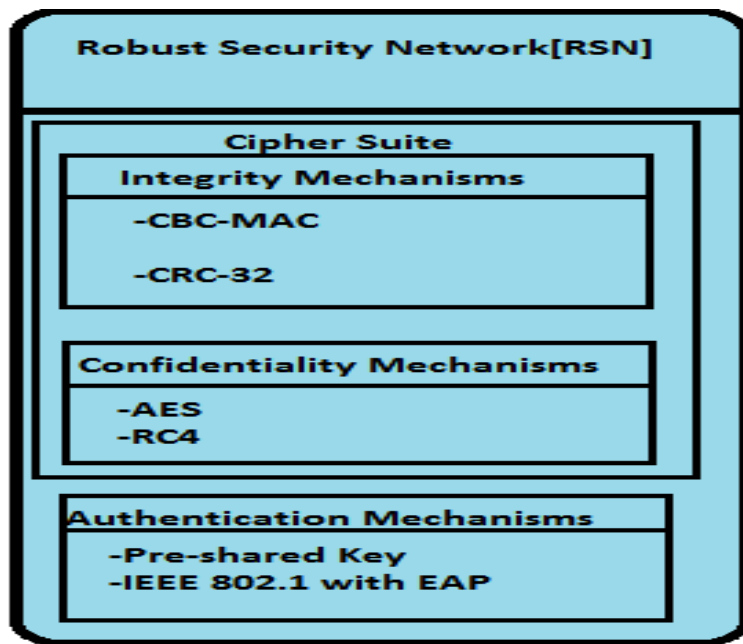 Robust Security Network[RSN]
Cipher Suite
Integrity Mechanisms
-CBC-MAC
-CRC-32
Confidentiality Mechanisms
-AES
-RC4
Authentication Mechanisms
-Pre-shared Key
-IEEE 802.1 with EAP